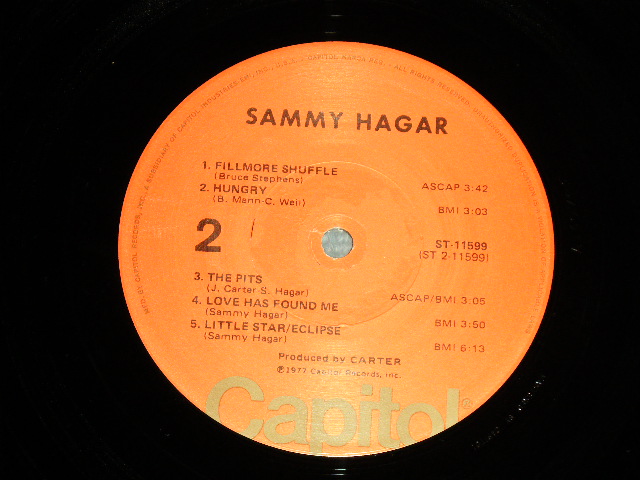 SAMMY HAGAR
1. FILLMORE SHUFFLE
(Bruce Stephens) ASCAP 3:42
2. HUNGRY
(B. Mann-C. Weil) BMI 3:03
2
ST-11599
(ST 2-11599)
3. THE PITS
(J. Carter S. Hagar) ASCAP/BMI 3:05
4. LOVE HAS FOUND ME
(Sammy Hagar) BMI 3:50
5. LITTLE STAR/ECLIPSE
(Sammy Hagar) BMI 6:13
Produced by CARTER
℗1977 Capitol Records, Inc.
Capitol®